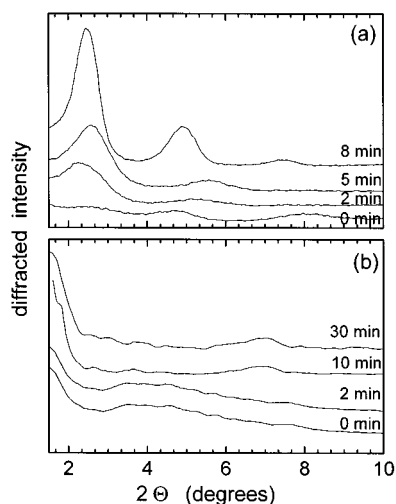 (a)
8 min
5 min
2 min
0 min
(b)
30 min
10 min
2 min
0 min
diffracted intensity
2 4 6 8 10
2 Θ (degrees)